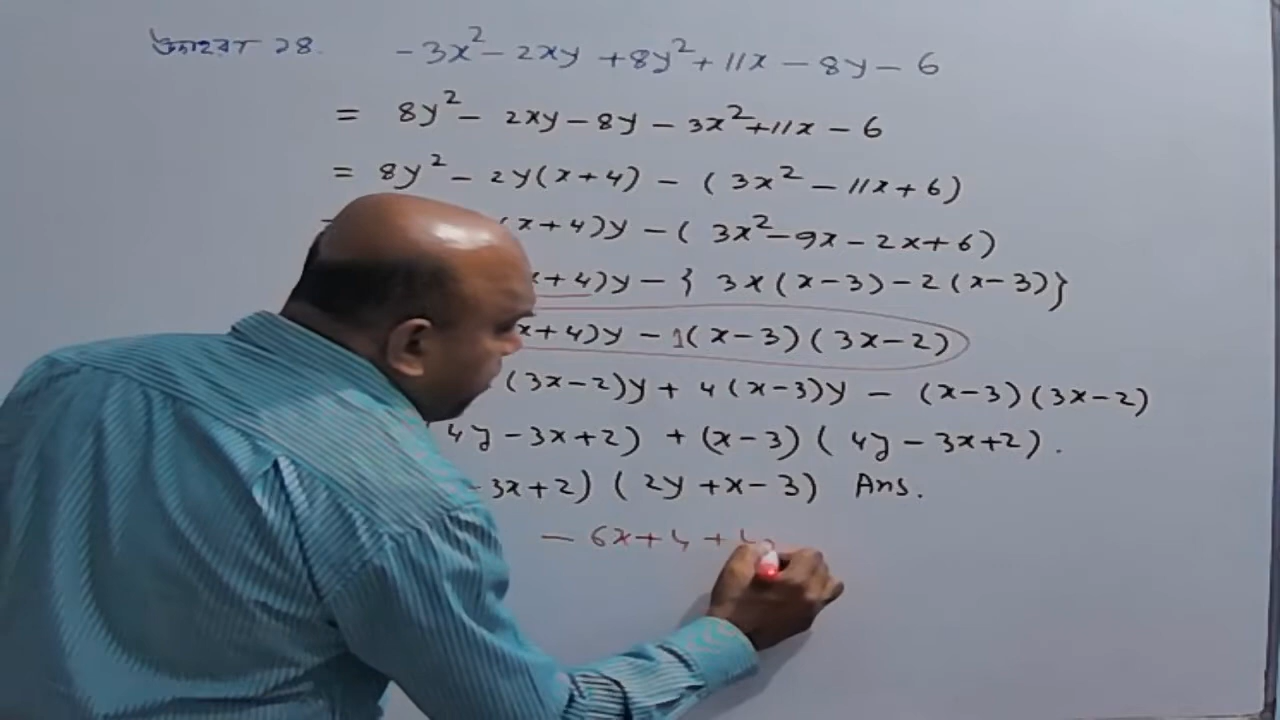 উদাহরণ ২৪. -3x² - 2xy + 8y² + 11x - 8y - 6
= 8y² - 2xy - 8y - 3x² + 11x - 6
= 8y² - 2y(x+4) - (3x² - 11x + 6)
(x+4)y - (3x² - 9x - 2x + 6)
x+4)y - { 3x(x-3) - 2(x-3)}
x+4)y - 1(x-3)(3x-2)
(3x-2)y + 4(x-3)y - (x-3)(3x-2)
4y - 3x+2) + (x-3)(4y - 3x+2).
3x+2)(2y+x-3) Ans.
- 6x + 4 +